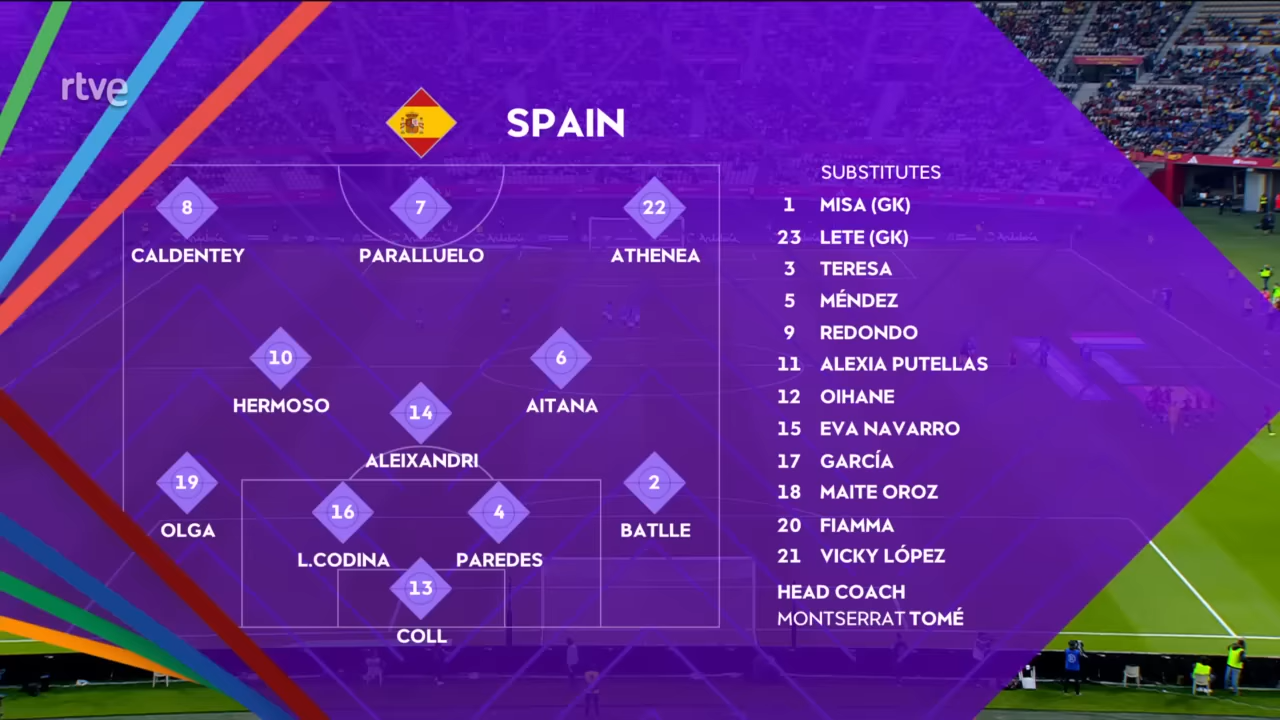 rtve
SPAIN
8
CALDENTEY
7
PARALLUELO
22
ATHENEA
10
HERMOSO
6
AITANA
14
ALEIXANDRI
19
OLGA
16
L.CODINA
4
PAREDES
2
BATLLE
13
COLL
SUBSTITUTES
1 MISA (GK)
23 LETE (GK)
3 TERESA
5 MÉNDEZ
9 REDONDO
11 ALEXIA PUTELLAS
12 OIHANE
15 EVA NAVARRO
17 GARCÍA
18 MAITE OROZ
20 FIAMMA
21 VICKY LÓPEZ
HEAD COACH
MONTSERRAT TOMÉ